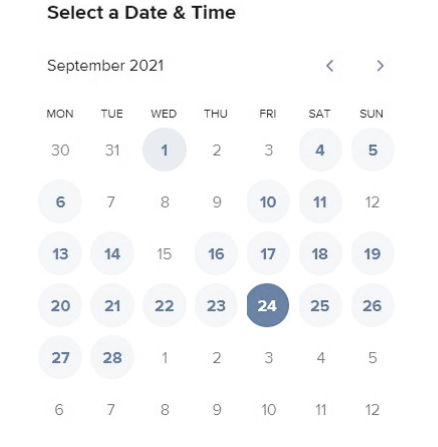 Select a Date & Time
September 2021
MON TUE WED THU FRI SAT SUN
30 31 1 2 3 4 5
6 7 8 9 10 11 12
13 14 15 16 17 18 19
20 21 22 23 24 25 26
27 28 1 2 3 4 5
6 7 8 9 10 11 12